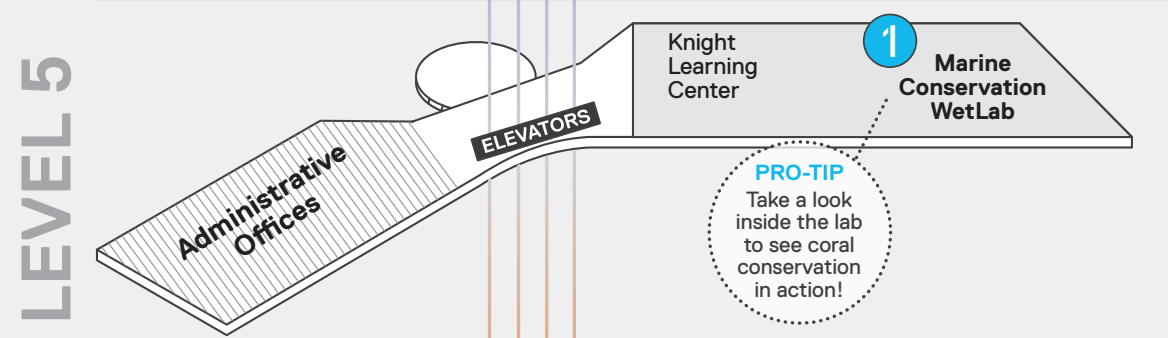 LEVEL 5
Administrative
Offices
ELEVATORS
Knight
Learning
Center
1
Marine
Conservation
WetLab
PRO-TIP
Take a look
inside the lab
to see coral
conservation
in action!